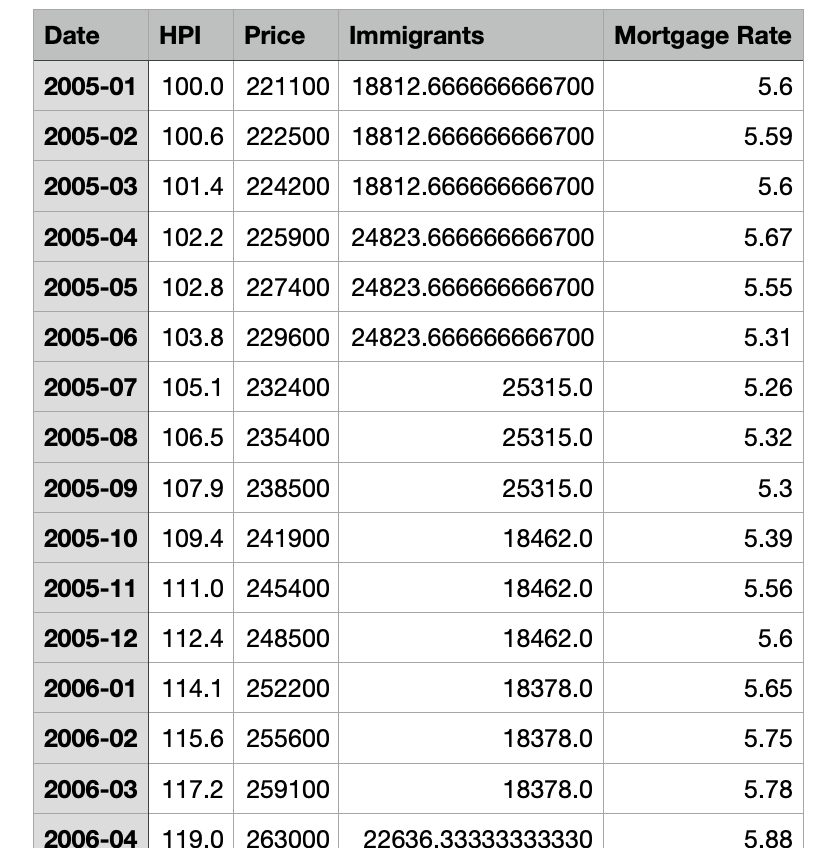 Date HPI Price Immigrants Mortgage Rate
2005-01 100.0 221100 18812.666666666700 5.6
2005-02 100.6 222500 18812.666666666700 5.59
2005-03 101.4 224200 18812.666666666700 5.6
2005-04 102.2 225900 24823.666666666700 5.67
2005-05 102.8 227400 24823.666666666700 5.55
2005-06 103.8 229600 24823.666666666700 5.31
2005-07 105.1 232400 25315.0 5.26
2005-08 106.5 235400 25315.0 5.32
2005-09 107.9 238500 25315.0 5.3
2005-10 109.4 241900 18462.0 5.39
2005-11 111.0 245400 18462.0 5.56
2005-12 112.4 248500 18462.0 5.6
2006-01 114.1 252200 18378.0 5.65
2006-02 115.6 255600 18378.0 5.75
2006-03 117.2 259100 18378.0 5.78
2006-04 119.0 263000 22636.33333333330 5.88